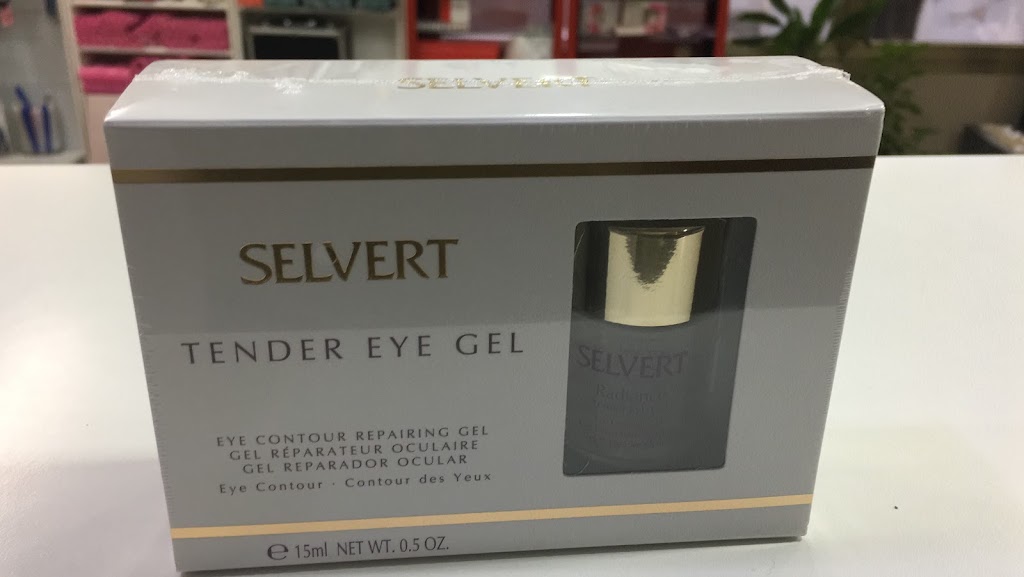 SELVERT
SELVERT
TENDER EYE GEL
EYE CONTOUR REPAIRING GEL
GEL RÉPARATEUR OCULAIRE
GEL REPARADOR OCULAR
Eye Contour · Contour des Yeux
℮ 15ml NET WT. 0.5 OZ.
SELVERT
Radiance